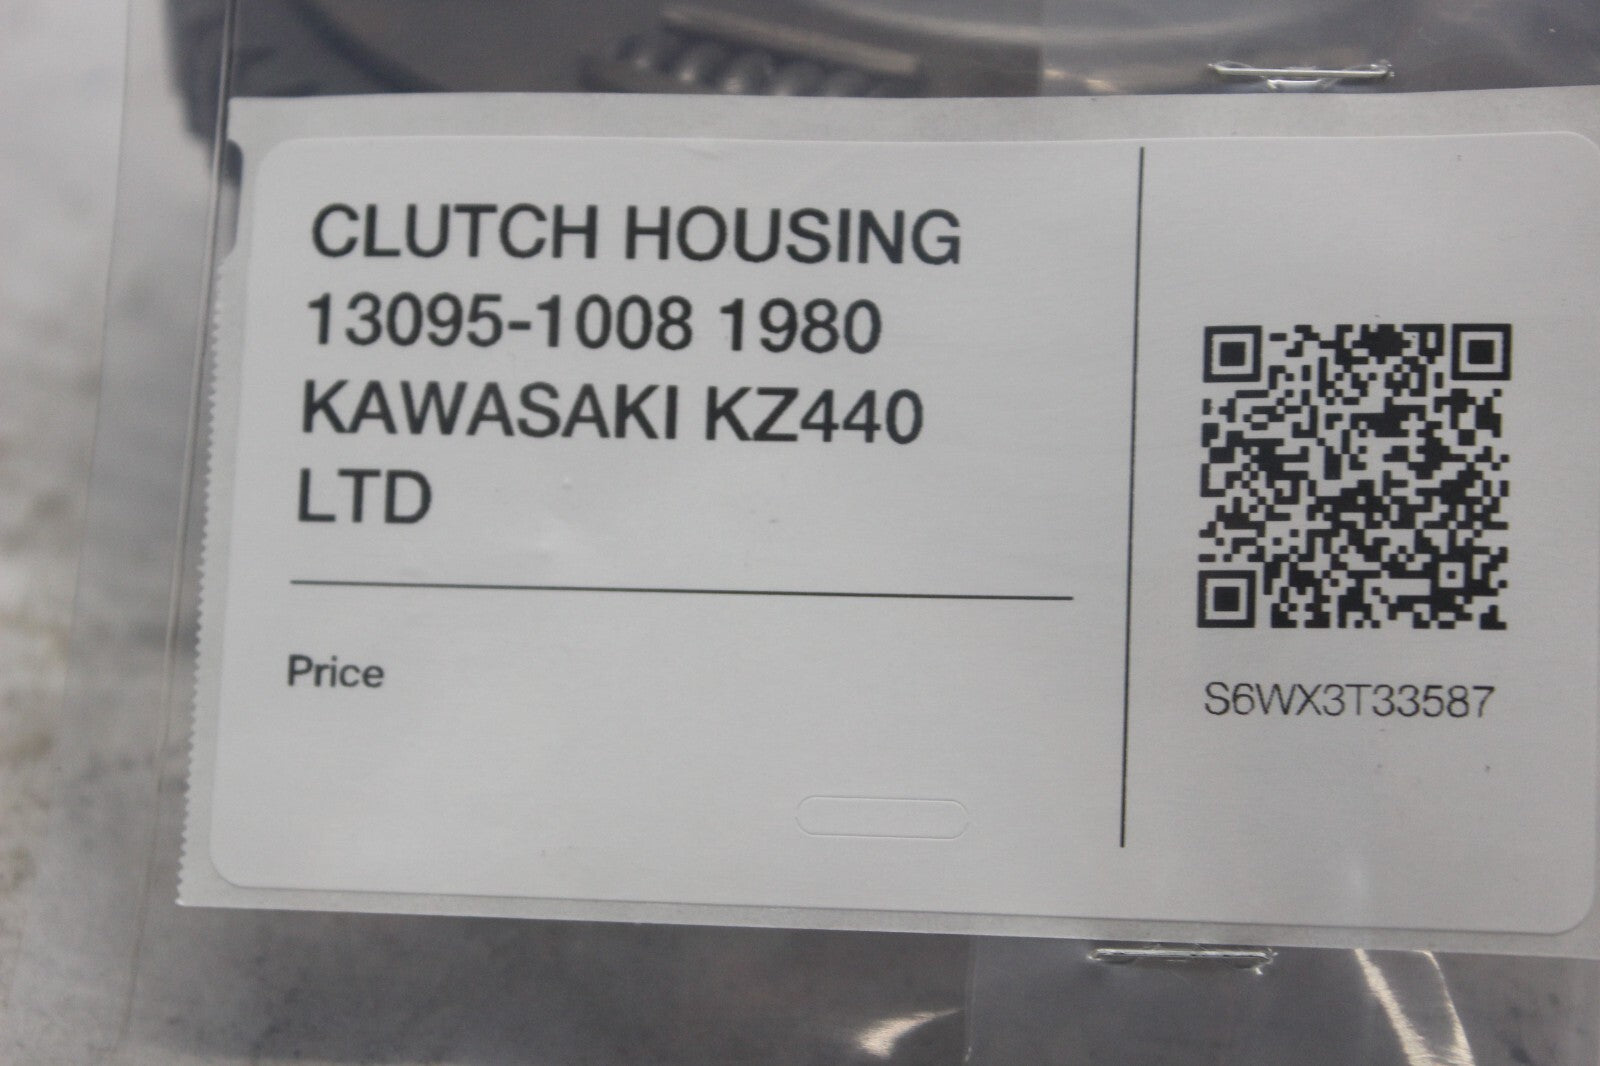 CLUTCH HOUSING
13095-1008 1980
KAWASAKI KZ440
LTD
Price
S6WX3T33587